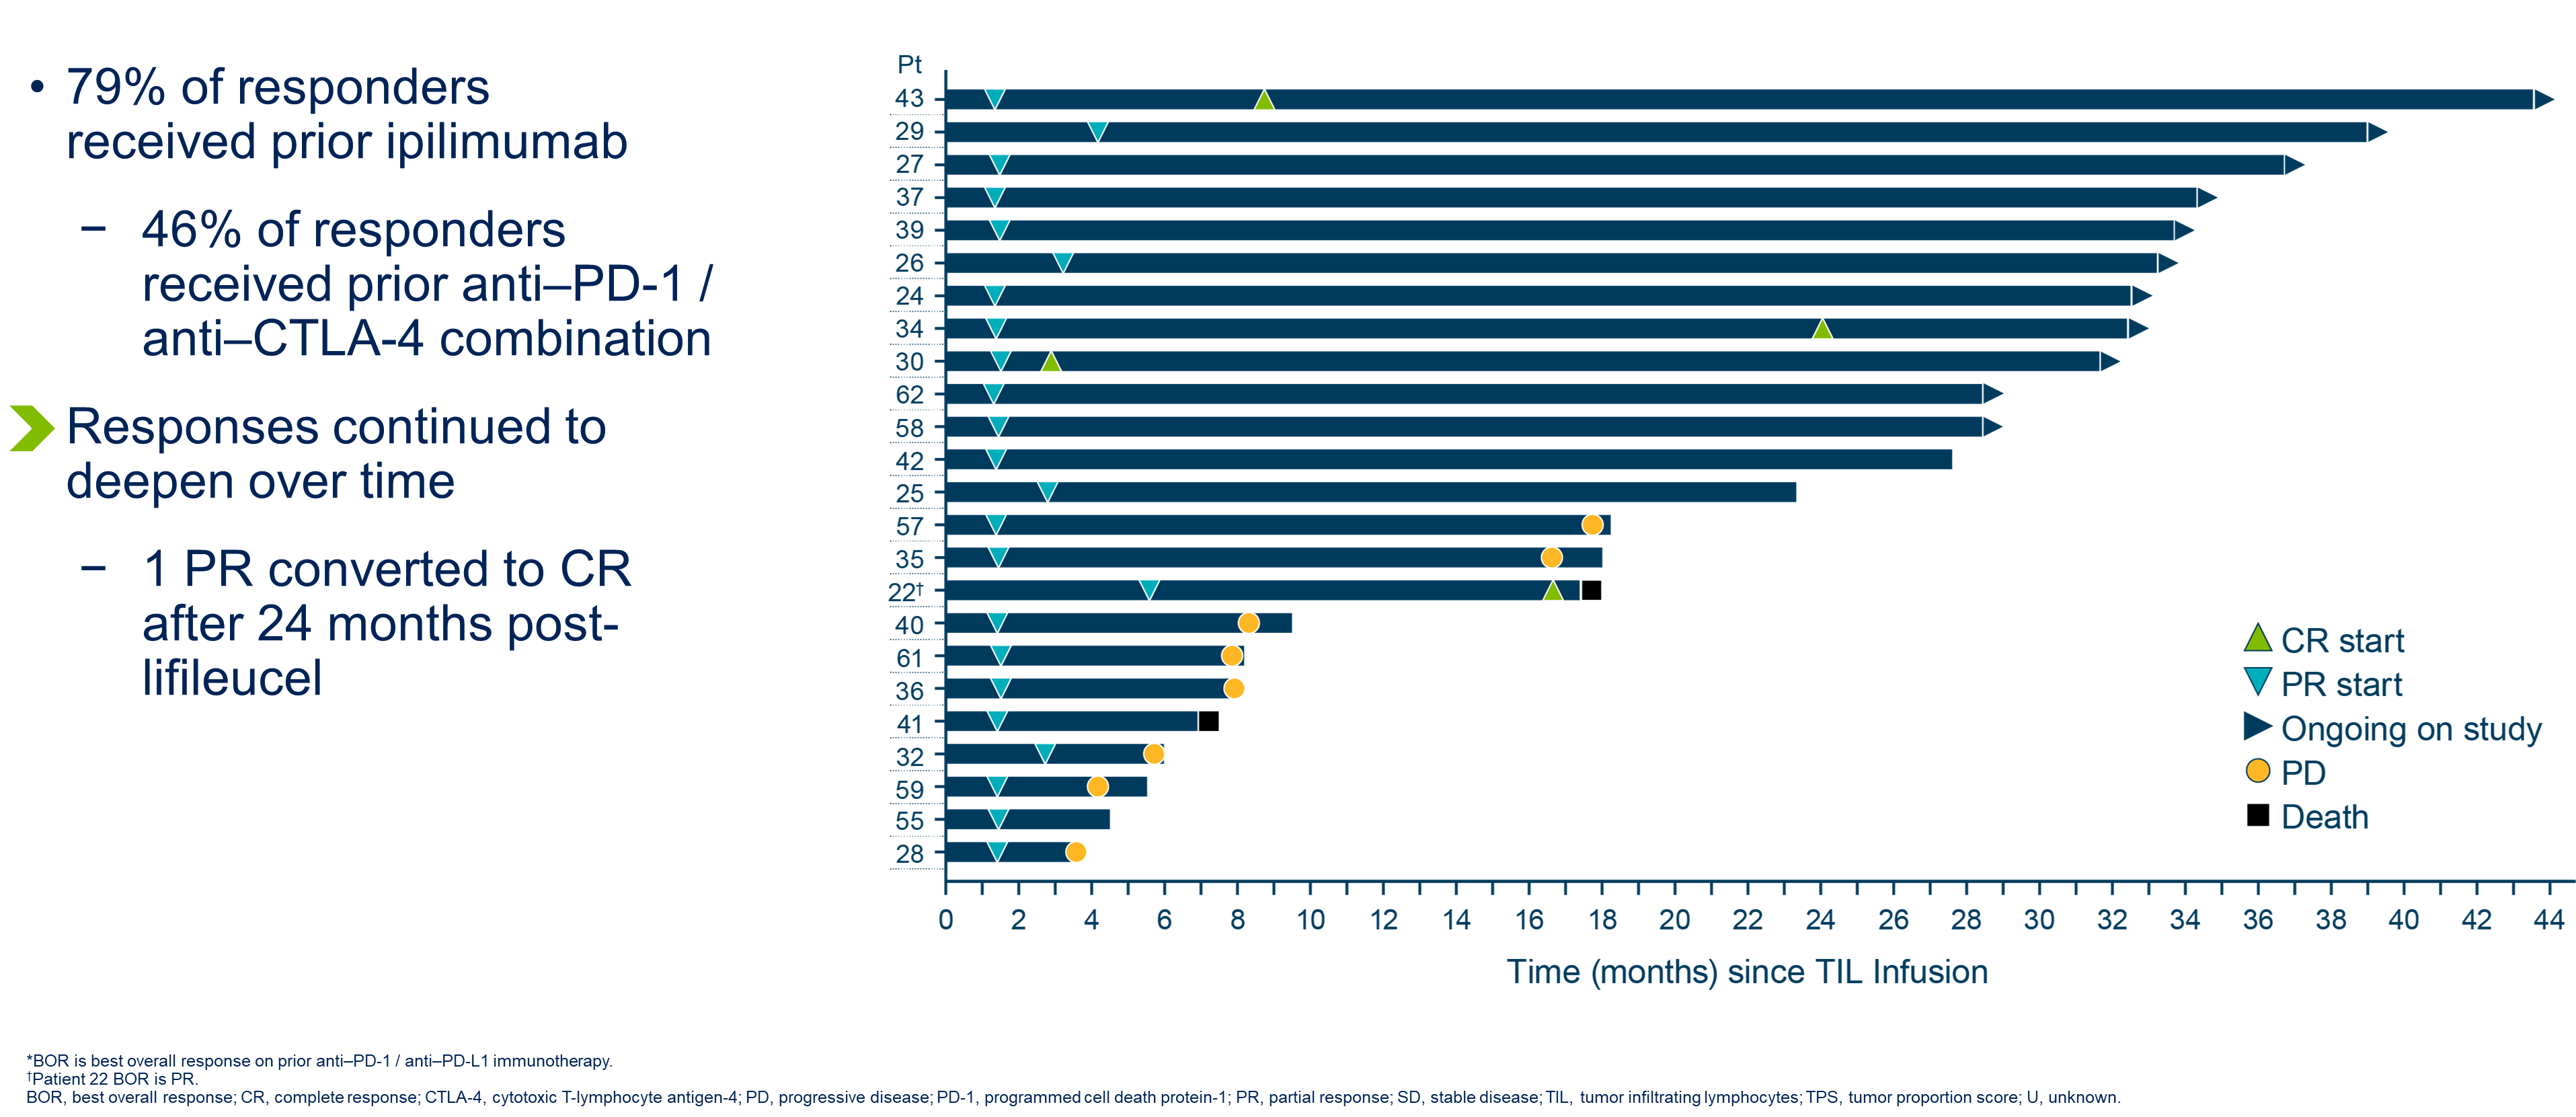 • 79% of responders
received prior ipilimumab
− 46% of responders
received prior anti–PD-1 /
anti–CTLA-4 combination
Responses continued to
deepen over time
− 1 PR converted to CR
after 24 months post-
lifileucel
Pt
43
29
27
37
39
26
24
34
30
62
58
42
25
57
35
22†
40
61
36
41
32
59
55
28
0 2 4 6 8 10 12 14 16 18 20 22 24 26 28 30 32 34 36 38 40 42 44
Time (months) since TIL Infusion
CR start
PR start
Ongoing on study
PD
Death
*BOR is best overall response on prior anti–PD-1 / anti–PD-L1 immunotherapy.
†Patient 22 BOR is PR.
BOR, best overall response; CR, complete response; CTLA-4, cytotoxic T-lymphocyte antigen-4; PD, progressive disease; PD-1, programmed cell death protein-1; PR, partial response; SD, stable disease; TIL, tumor infiltrating lymphocytes; TPS, tumor proportion score; U, unknown.